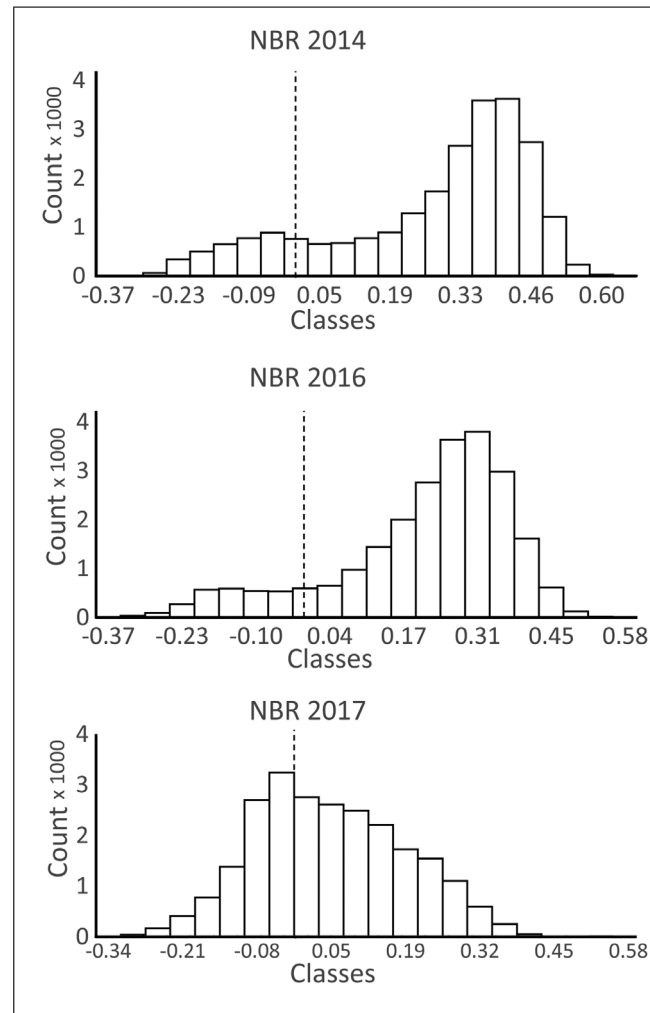 NBR 2014
4
3
2
1
0
Count x 1000
-0.37 -0.23 -0.09 0.05 0.19 0.33 0.46 0.60
Classes
NBR 2016
4
3
2
1
0
Count x 1000
-0.37 -0.23 -0.10 0.04 0.17 0.31 0.45 0.58
Classes
NBR 2017
4
3
2
1
0
Count x 1000
-0.34 -0.21 -0.08 0.05 0.19 0.32 0.45 0.58
Classes